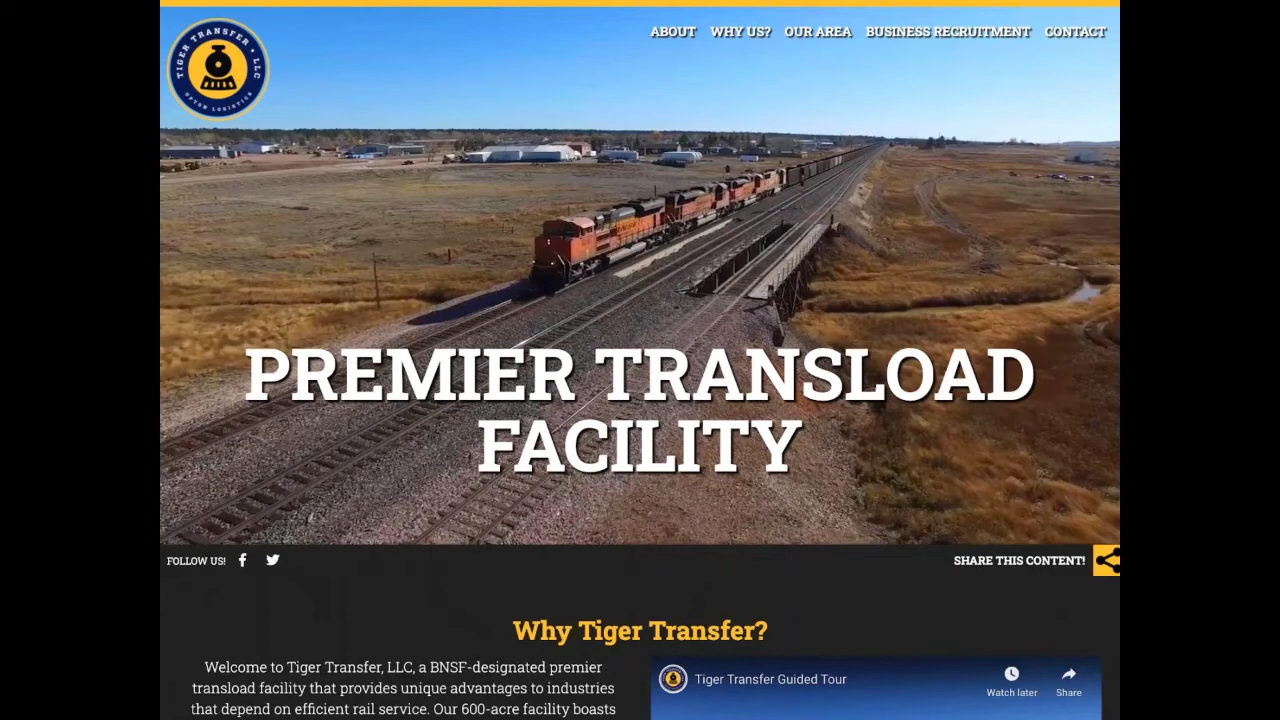 TIGER TRANSFER • LLC
UPTON LOGISTICS
ABOUT WHY US? OUR AREA BUSINESS RECRUITMENT CONTACT
PREMIER TRANSLOAD
FACILITY
FOLLOW US!
SHARE THIS CONTENT!
Why Tiger Transfer?
Welcome to Tiger Transfer, LLC, a BNSF-designated premier
transload facility that provides unique advantages to industries
that depend on efficient rail service. Our 600-acre facility boasts
Tiger Transfer Guided Tour
Watch later
Share